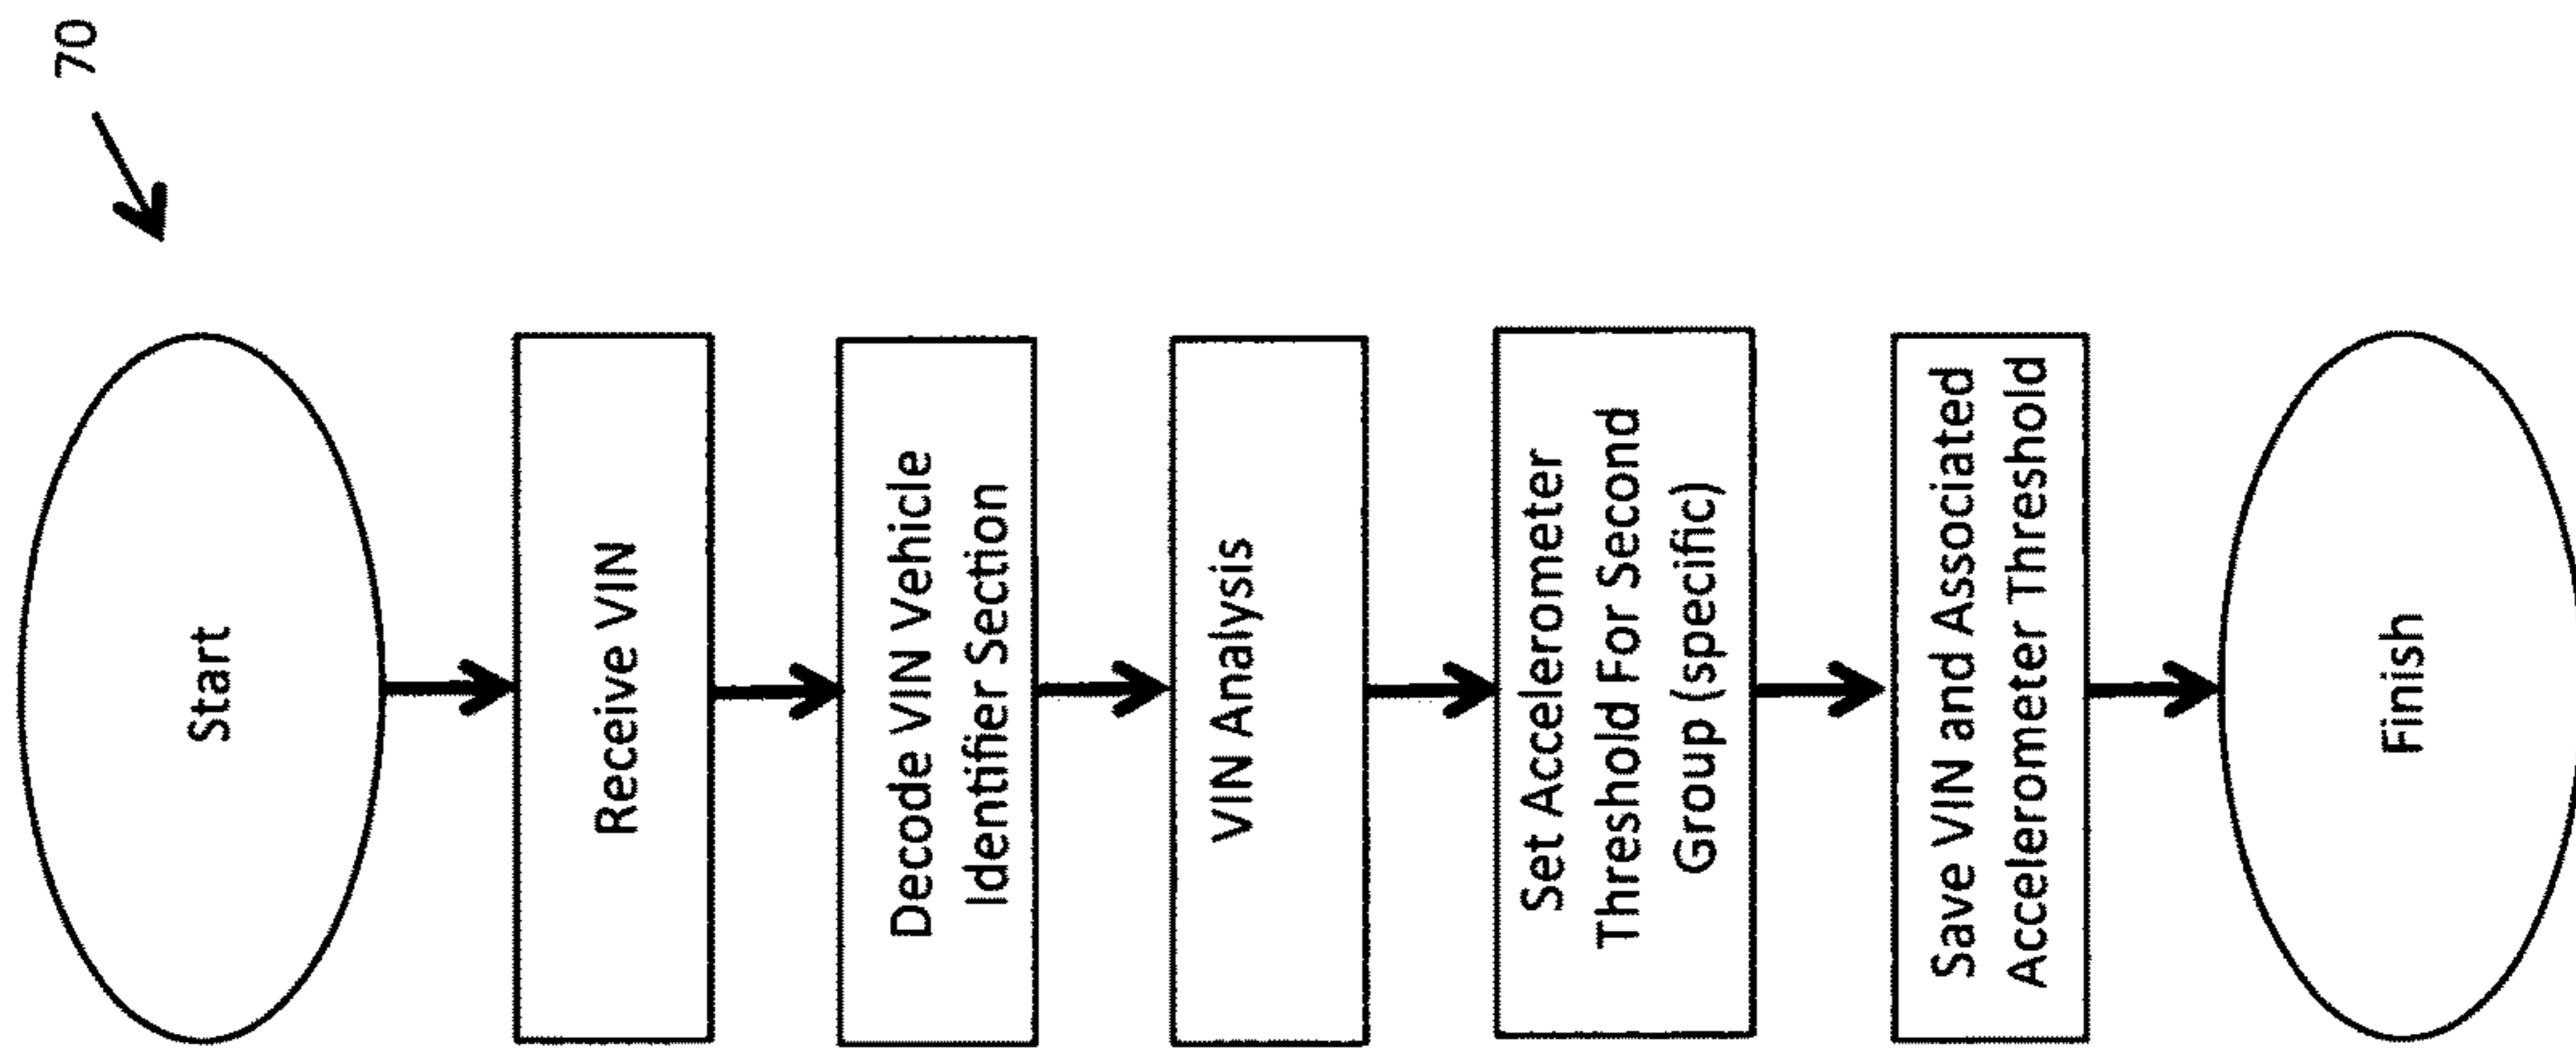 70
Start
Receive VIN
Decode VIN Vehicle
Identifier Section
VIN Analysis
Set Accelerometer
Threshold For Second
Group (specific)
Save VIN and Associated
Accelerometer Threshold
Finish